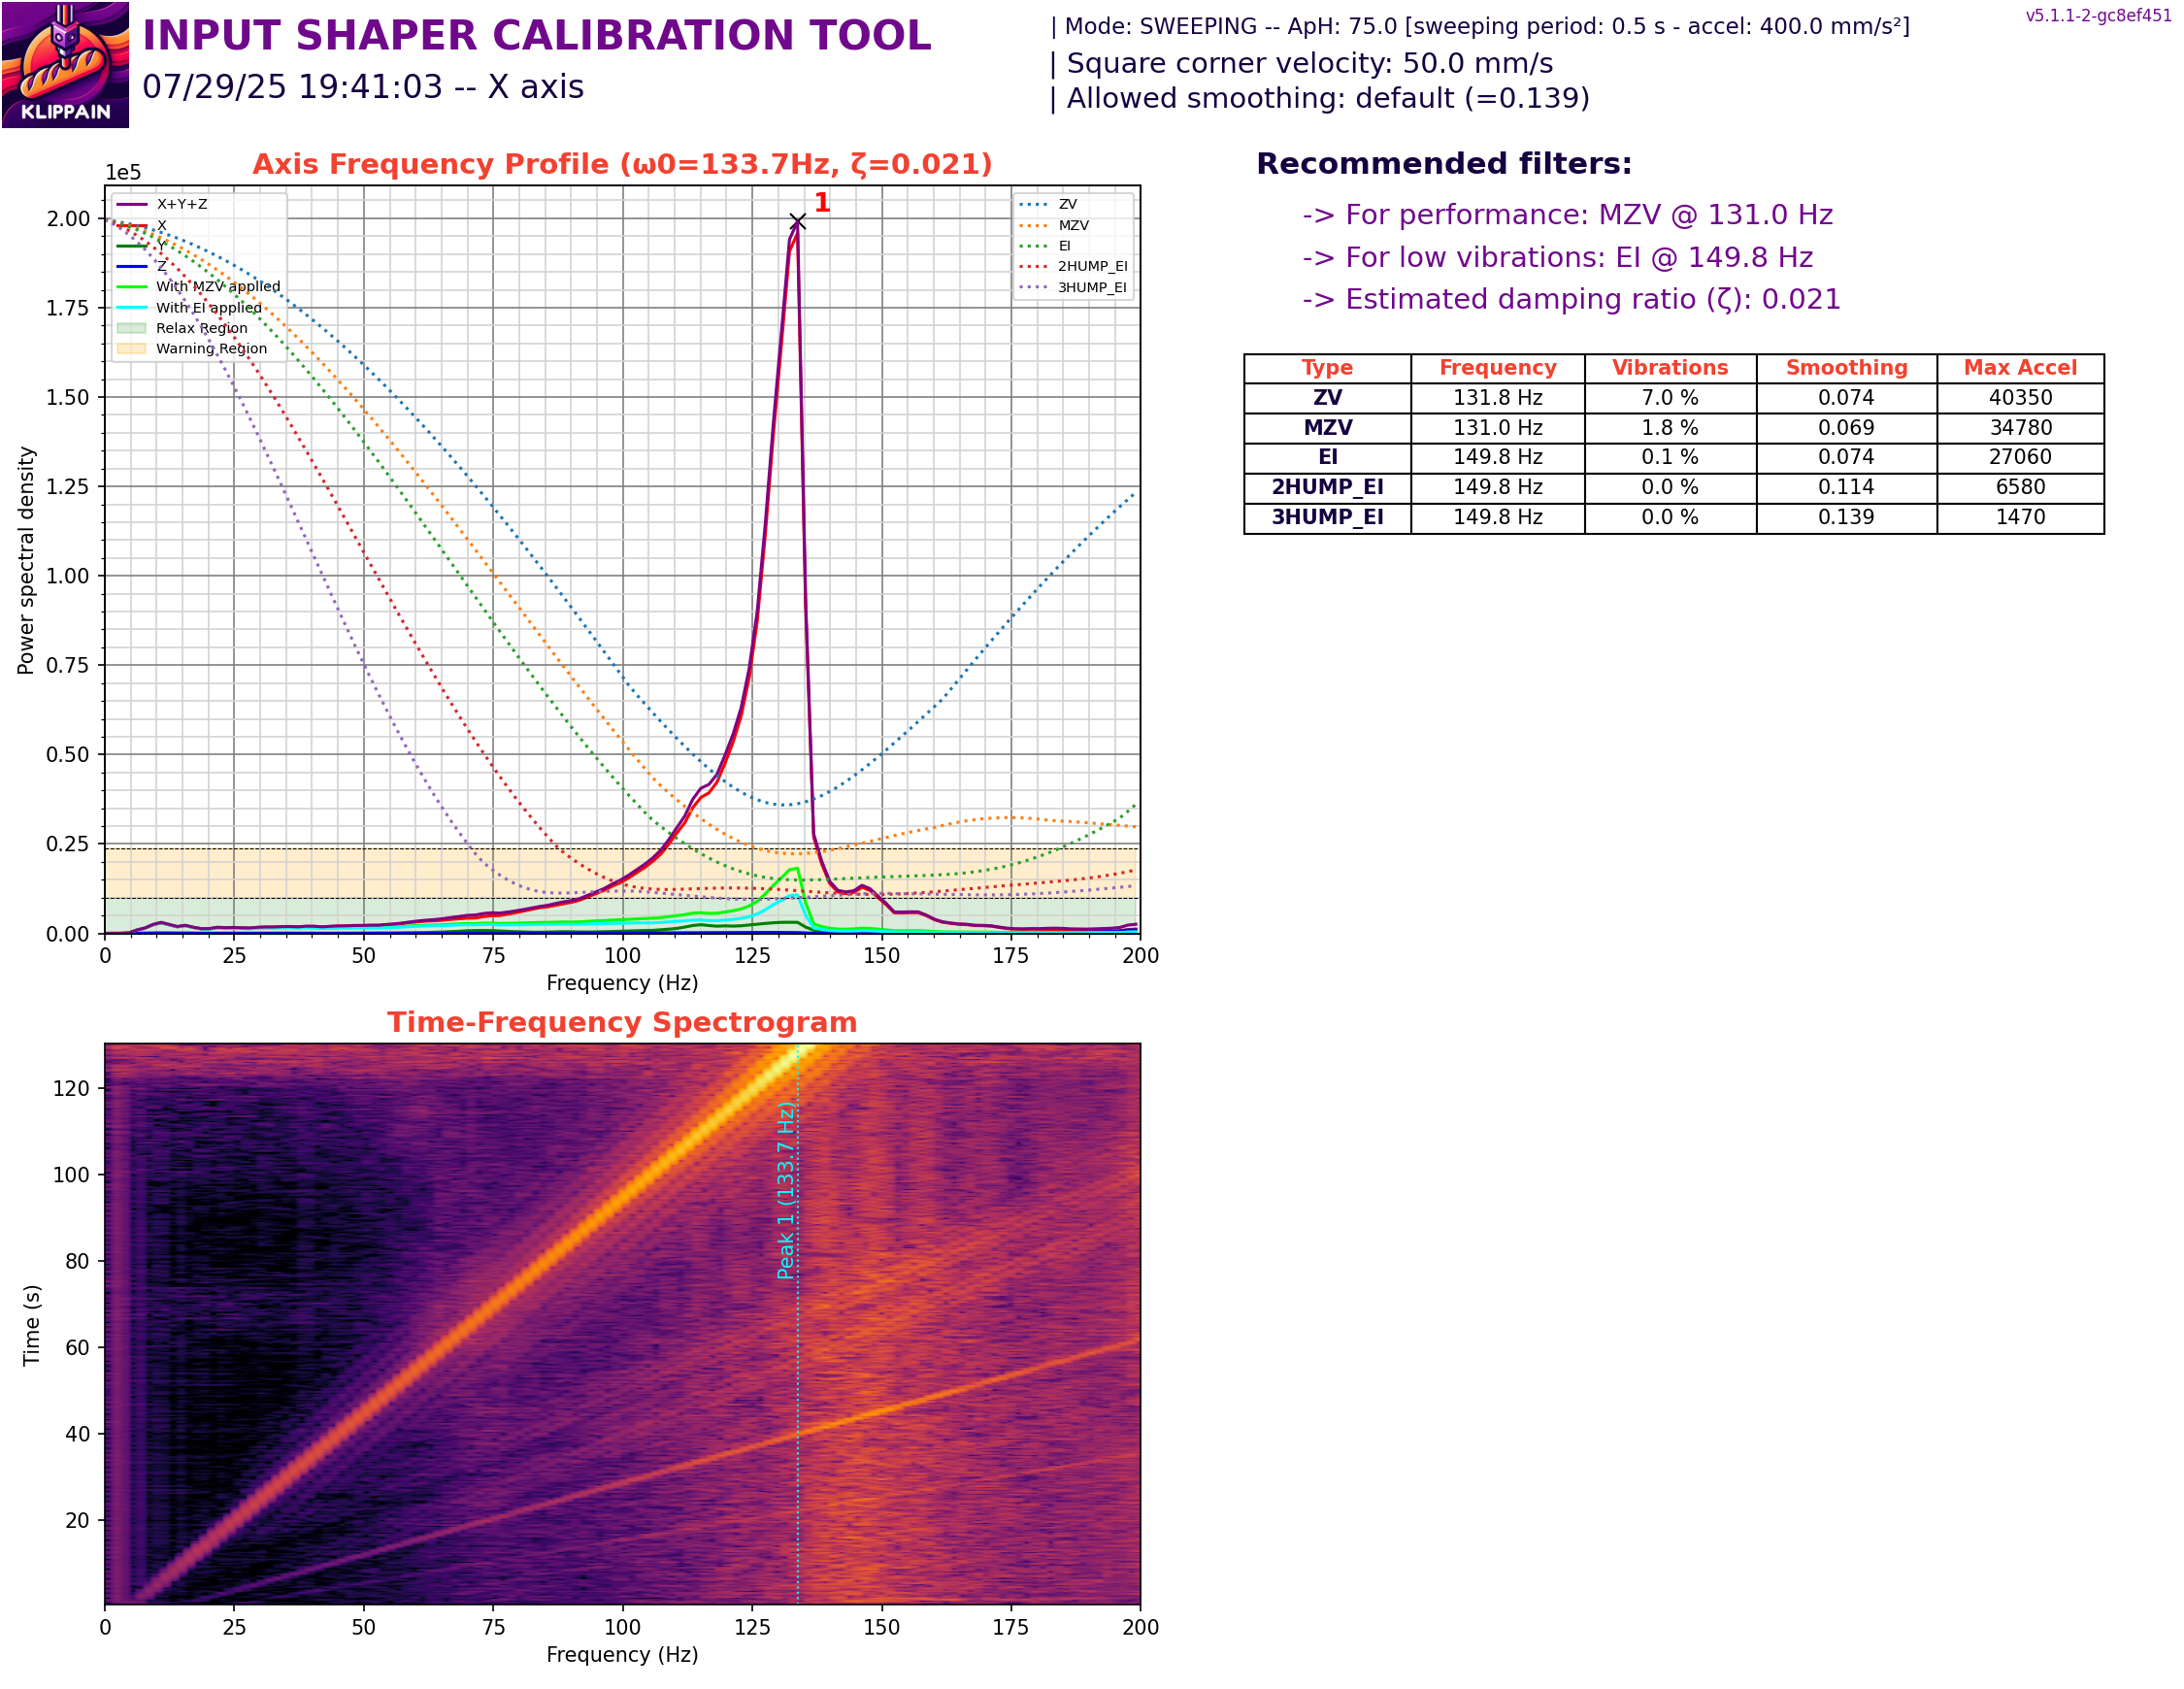 KLIPPAIN
INPUT SHAPER CALIBRATION TOOL
07/29/25 19:41:03 -- X axis
| Mode: SWEEPING -- ApH: 75.0 [sweeping period: 0.5 s - accel: 400.0 mm/s²]
| Square corner velocity: 50.0 mm/s
| Allowed smoothing: default (=0.139)
v5.1.1-2-gc8ef451
Axis Frequency Profile (ω0=133.7Hz, ζ=0.021)
1e5
2.00
1.75
1.50
1.25
1.00
0.75
0.50
0.25
0.00
Power spectral density
X+Y+Z
X
Y
Z
With MZV applied
With EI applied
Relax Region
Warning Region
1
ZV
MZV
EI
2HUMP_EI
3HUMP_EI
0 25 50 75 100 125 150 175 200
Frequency (Hz)
Recommended filters:
-> For performance: MZV @ 131.0 Hz
-> For low vibrations: EI @ 149.8 Hz
-> Estimated damping ratio (ζ): 0.021
Type Frequency Vibrations Smoothing Max Accel
ZV 131.8 Hz 7.0 % 0.074 40350
MZV 131.0 Hz 1.8 % 0.069 34780
EI 149.8 Hz 0.1 % 0.074 27060
2HUMP_EI 149.8 Hz 0.0 % 0.114 6580
3HUMP_EI 149.8 Hz 0.0 % 0.139 1470
Time-Frequency Spectrogram
120
100
80
60
40
20
Time (s)
Peak 1 (133.7 Hz)
0 25 50 75 100 125 150 175 200
Frequency (Hz)